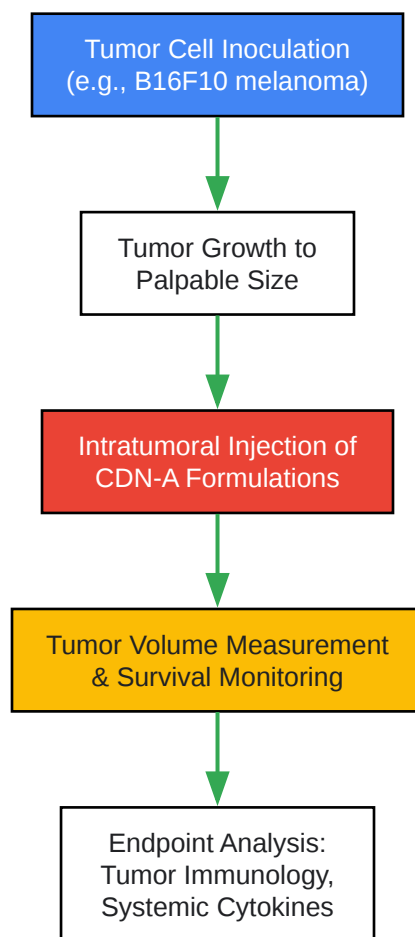 Tumor Cell Inoculation
(e.g., B16F10 melanoma)
Tumor Growth to
Palpable Size
Intratumoral Injection of
CDN-A Formulations
Tumor Volume Measurement
& Survival Monitoring
Endpoint Analysis:
Tumor Immunology,
Systemic Cytokines